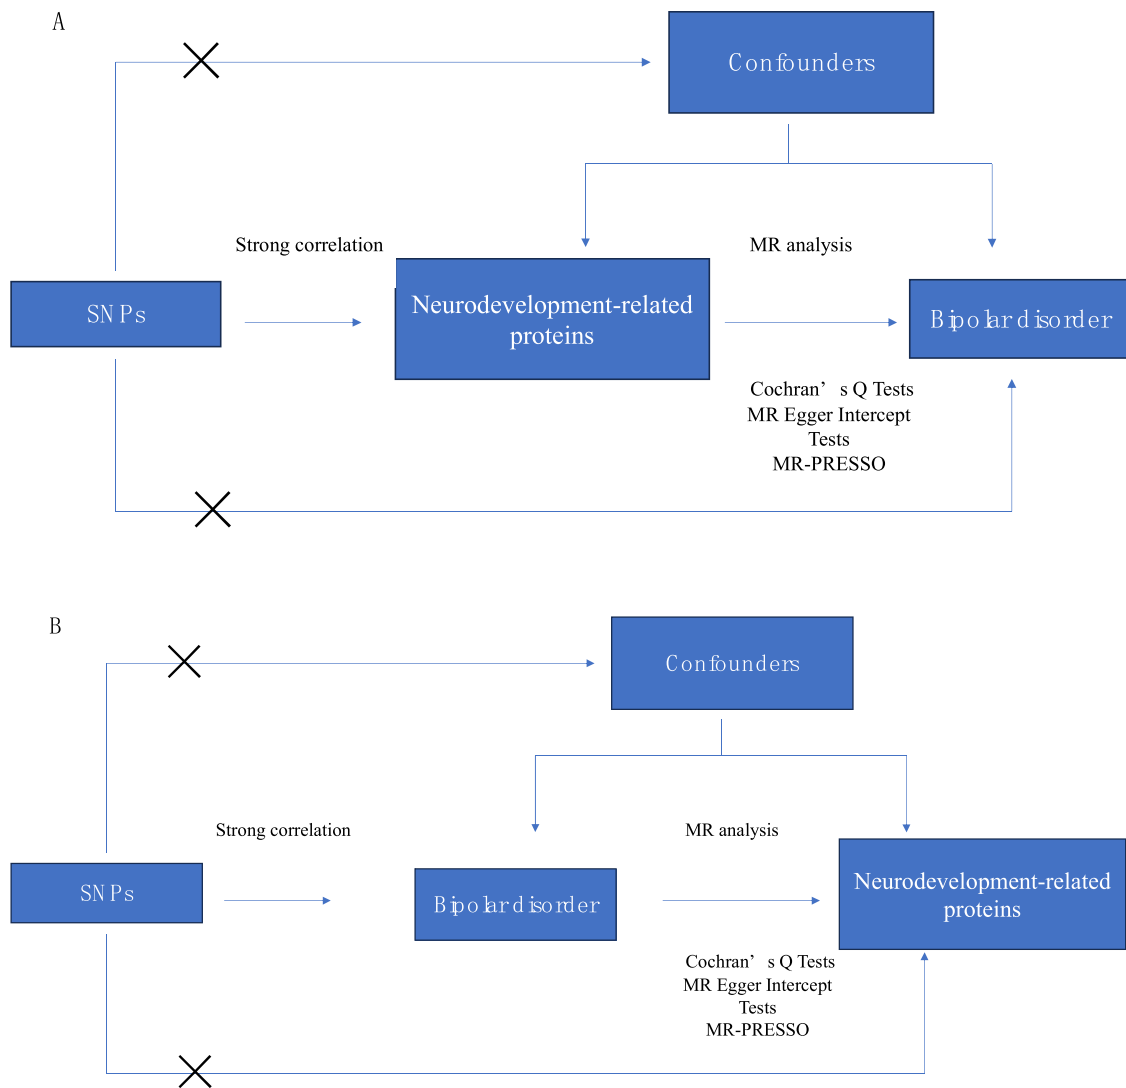 A
Confounders
Strong correlation
MR analysis
SNPs
Neurodevelopment-related
proteins
Bipolar disorder
Cochran’s Q Tests
MR Egger Intercept
Tests
MR-PRESSO
B
Confounders
Strong correlation
MR analysis
SNPs
Bipolar disorder
Neurodevelopment-related
proteins
Cochran’s Q Tests
MR Egger Intercept
Tests
MR-PRESSO